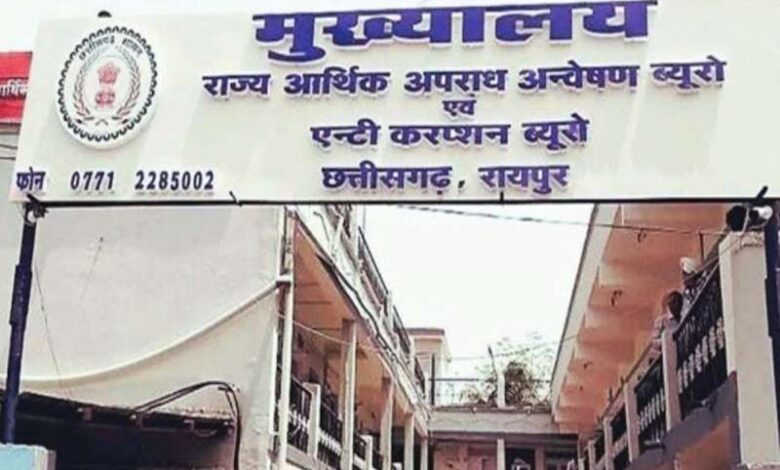 मुख्यालय
राज्य आर्थिक अपराध अन्वेषण ब्यूरो
एवं
एन्टी करप्शन ब्यूरो
छत्तीसगढ़, रायपुर
फोन 0771 2285002